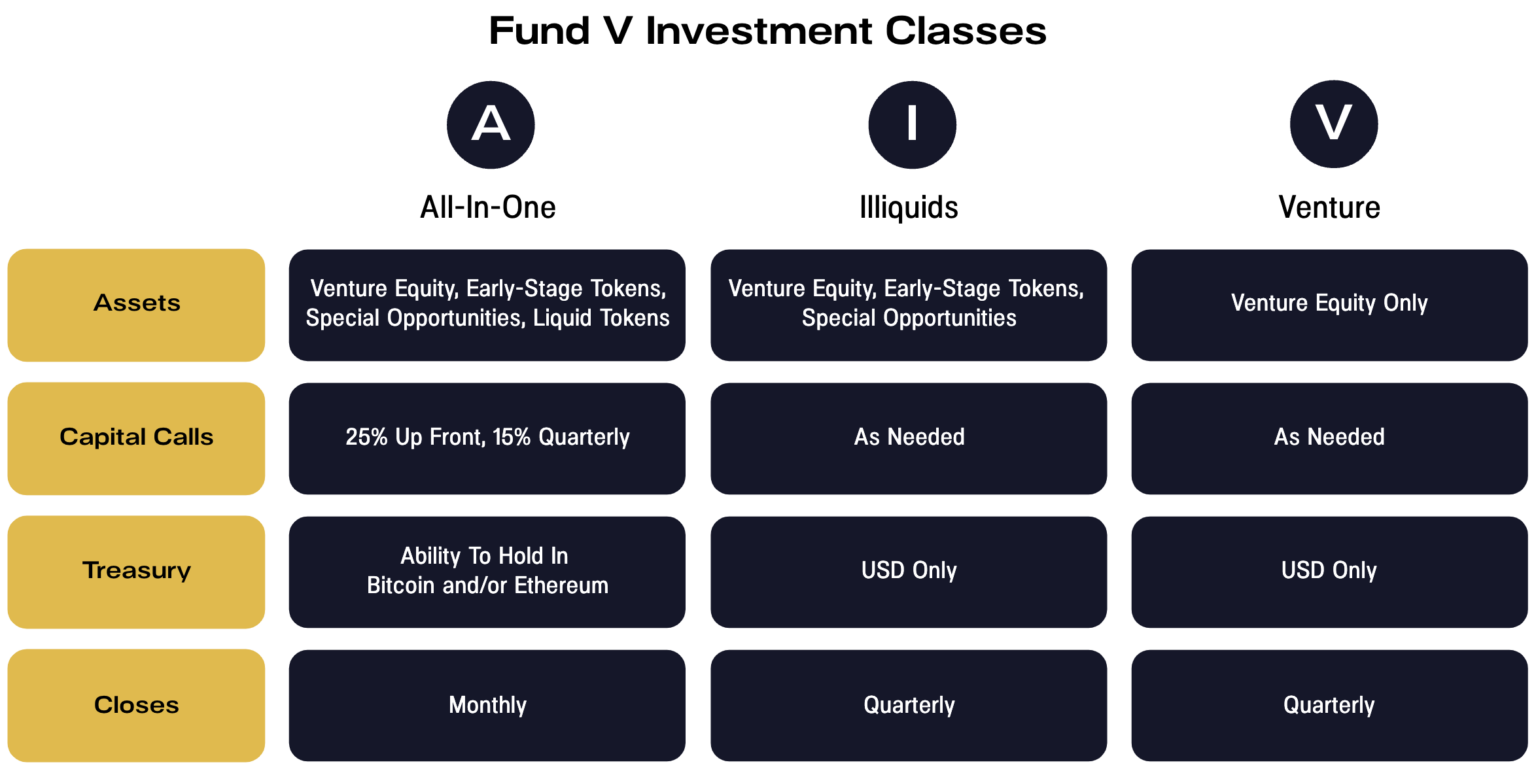 Fund V Investment Classes
A
I
V
All-In-One
Illiquids
Venture
Assets
Venture Equity, Early-Stage Tokens,
Special Opportunities, Liquid Tokens
Venture Equity, Early-Stage Tokens,
Special Opportunities
Venture Equity Only
Capital Calls
25% Up Front, 15% Quarterly
As Needed
As Needed
Treasury
Ability To Hold In
Bitcoin and/or Ethereum
USD Only
USD Only
Closes
Monthly
Quarterly
Quarterly